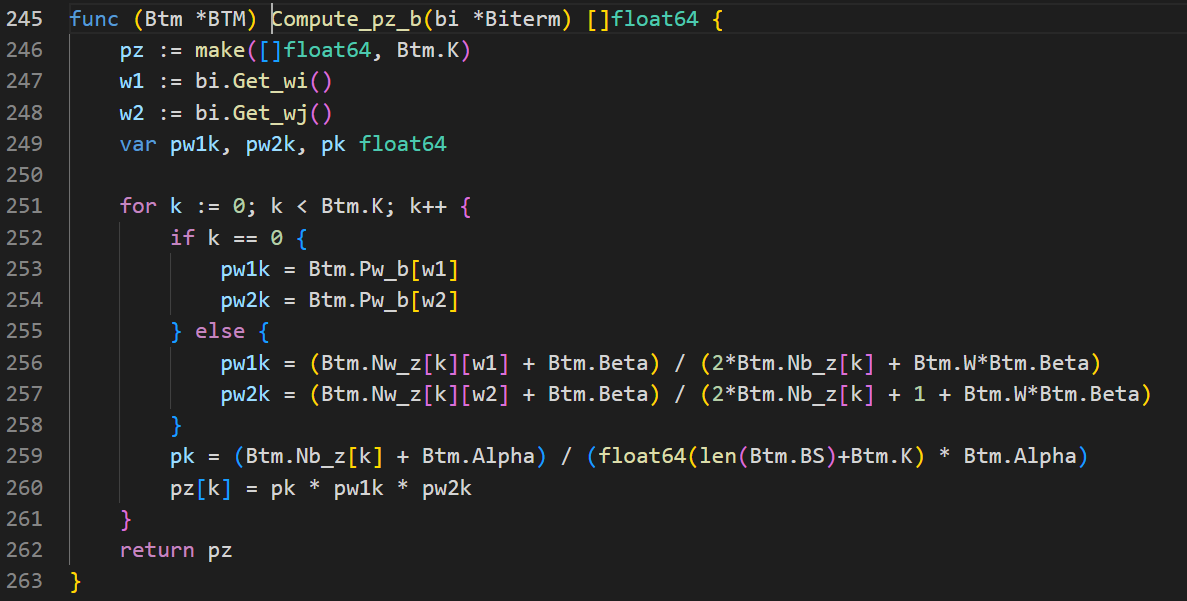 245 func (Btm *BTM) Compute_pz_b(bi *Biterm) []float64 {
246     pz := make([]float64, Btm.K)
247     w1 := bi.Get_wi()
248     w2 := bi.Get_wj()
249     var pw1k, pw2k, pk float64
250
251     for k := 0; k < Btm.K; k++ {
252         if k == 0 {
253             pw1k = Btm.Pw_b[w1]
254             pw2k = Btm.Pw_b[w2]
255         } else {
256             pw1k = (Btm.Nw_z[k][w1] + Btm.Beta) / (2*Btm.Nb_z[k] + Btm.W*Btm.Beta)
257             pw2k = (Btm.Nw_z[k][w2] + Btm.Beta) / (2*Btm.Nb_z[k] + 1 + Btm.W*Btm.Beta)
258         }
259         pk = (Btm.Nb_z[k] + Btm.Alpha) / (float64(len(Btm.BS)+Btm.K) * Btm.Alpha)
260         pz[k] = pk * pw1k * pw2k
261     }
262     return pz
263 }